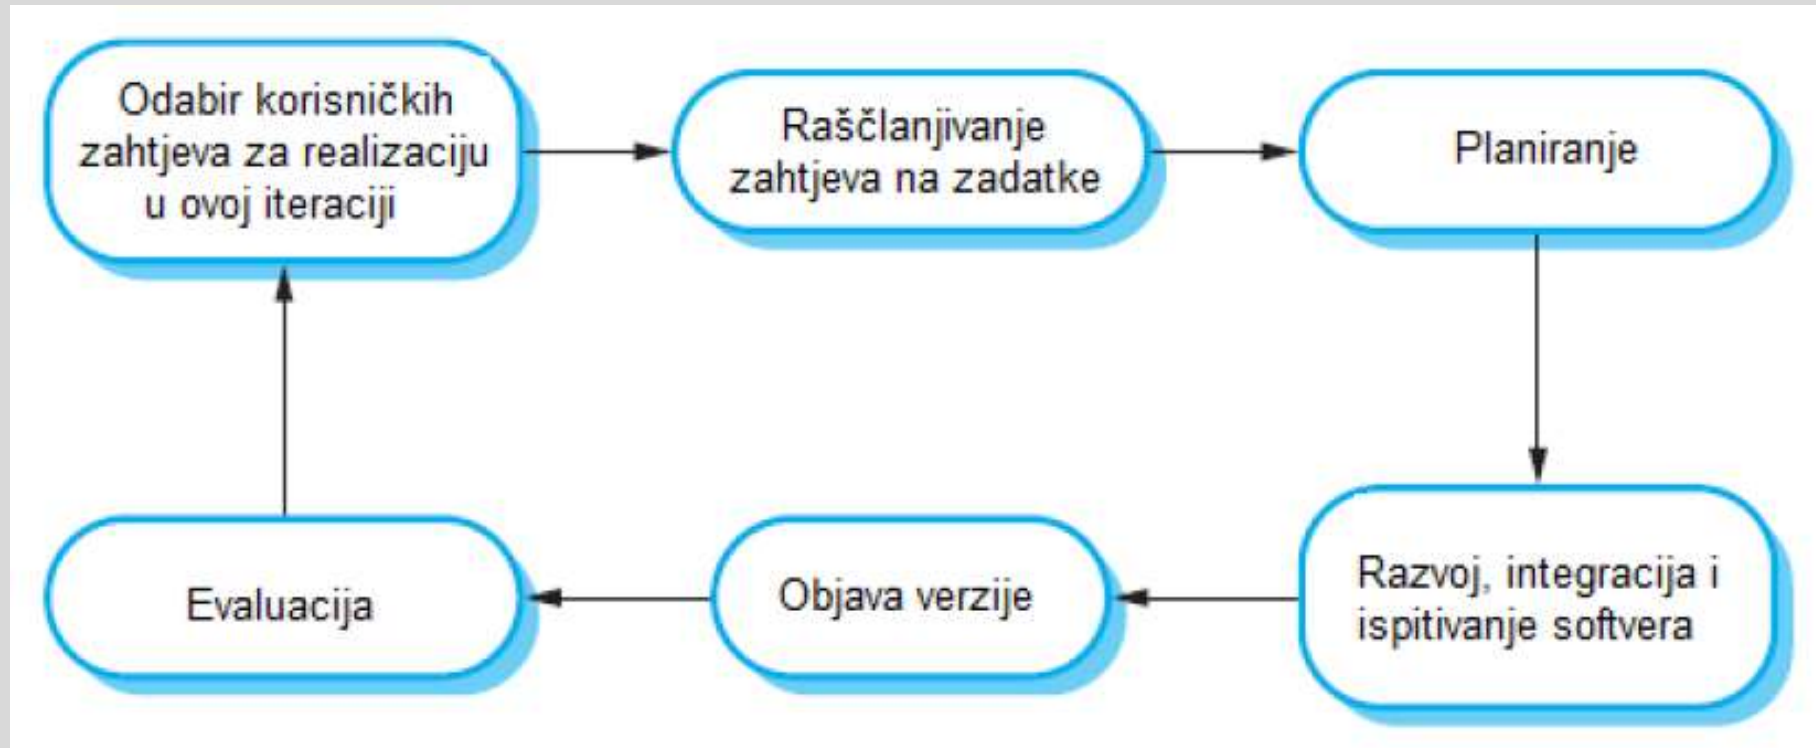 Odabir korisničkih
zahtjeva za realizaciju
u ovoj iteraciji
Raščlanjivanje
zahtjeva na zadatke
Planiranje
Razvoj, integracija i
ispitivanje softvera
Objava verzije
Evaluacija